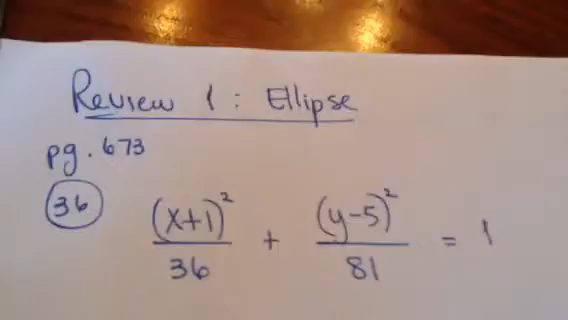 Review 1: Ellipse
pg. 673
36 (x+1)²/36 + (y-5)²/81 = 1